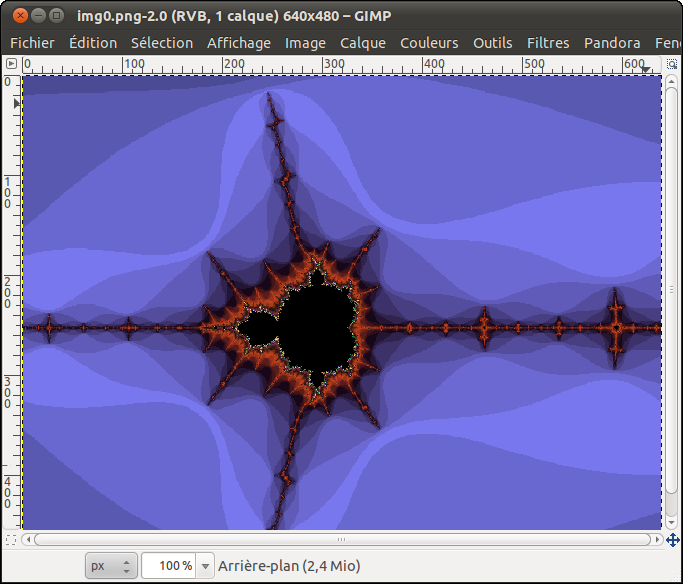 img0.png-2.0 (RVB, 1 calque) 640x480 – GIMP
Fichier Édition Sélection Affichage Image Calque Couleurs Outils Filtres Pandora Fen
0 100 200 300 400 500 600
0
100
200
300
400
px 100 % Arrière-plan (2,4 Mio)